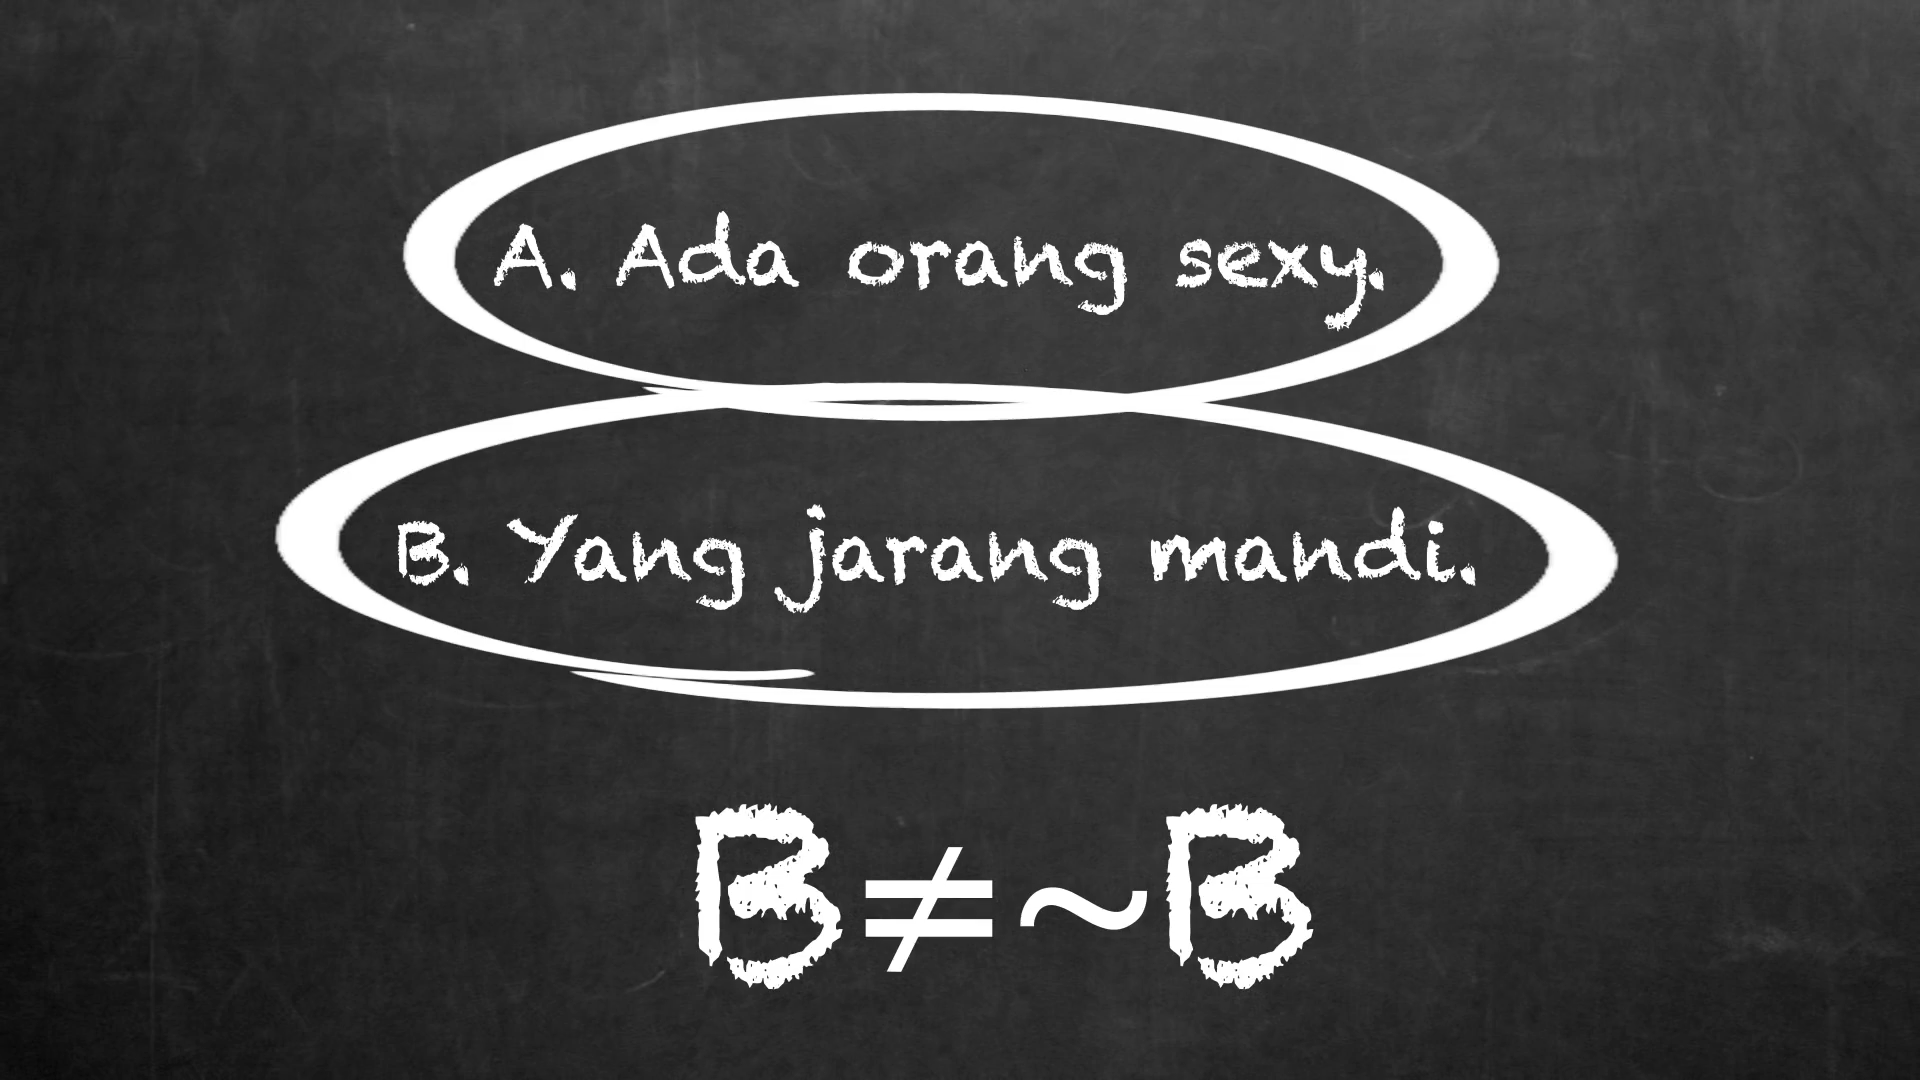 A. Ada orang sexy.
B. Yang jarang mandi.
B≠~B